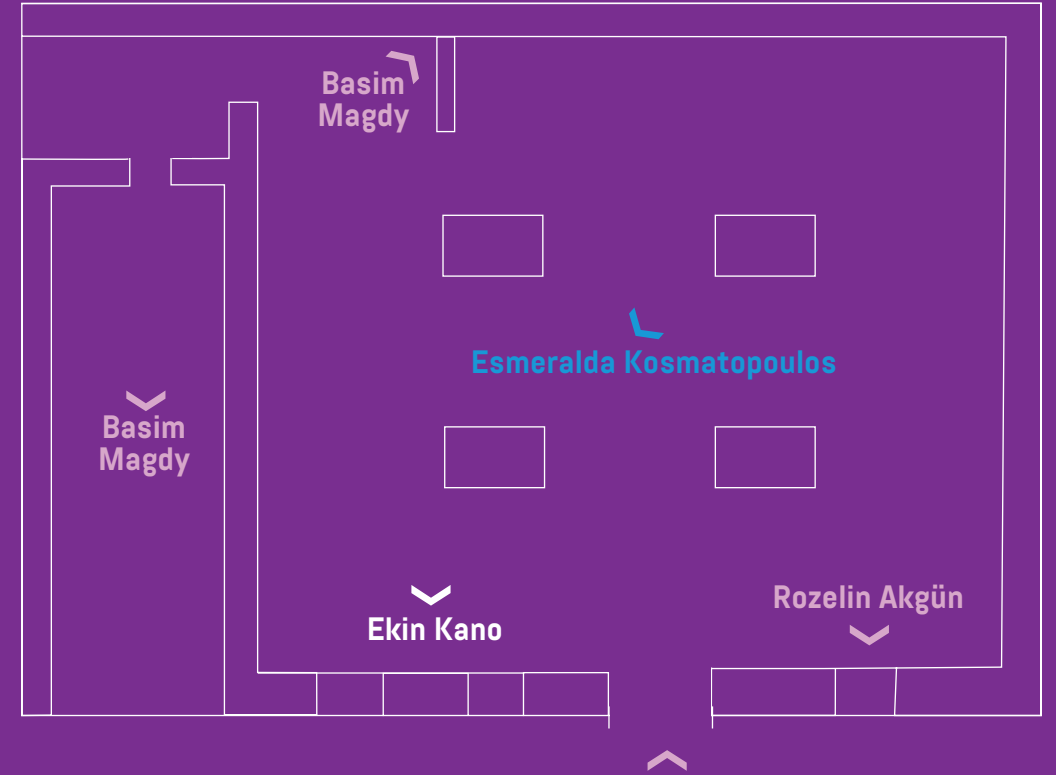 Basim
Magdy
Esmeralda Kosmatopoulos
Basim
Magdy
Rozelin Akgün
Ekin Kano